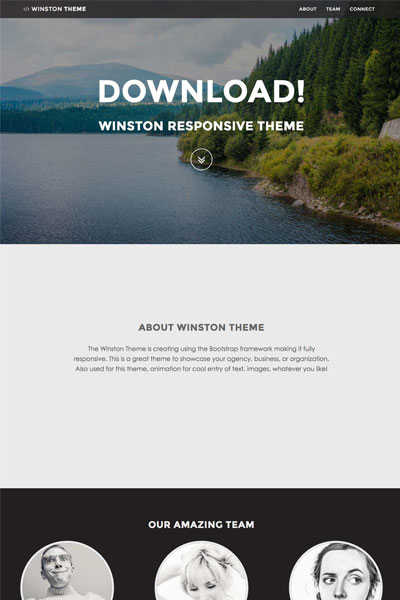 </> WINSTON THEME
ABOUT TEAM CONNECT
DOWNLOAD!
WINSTON RESPONSIVE THEME
ABOUT WINSTON THEME
The Winston Theme is creating using the Bootstrap framework making it fully
responsive. This is a great theme to showcase your agency, business, or organization.
Also used for this theme, animation for cool entry of text, images, whatever you like!
OUR AMAZING TEAM